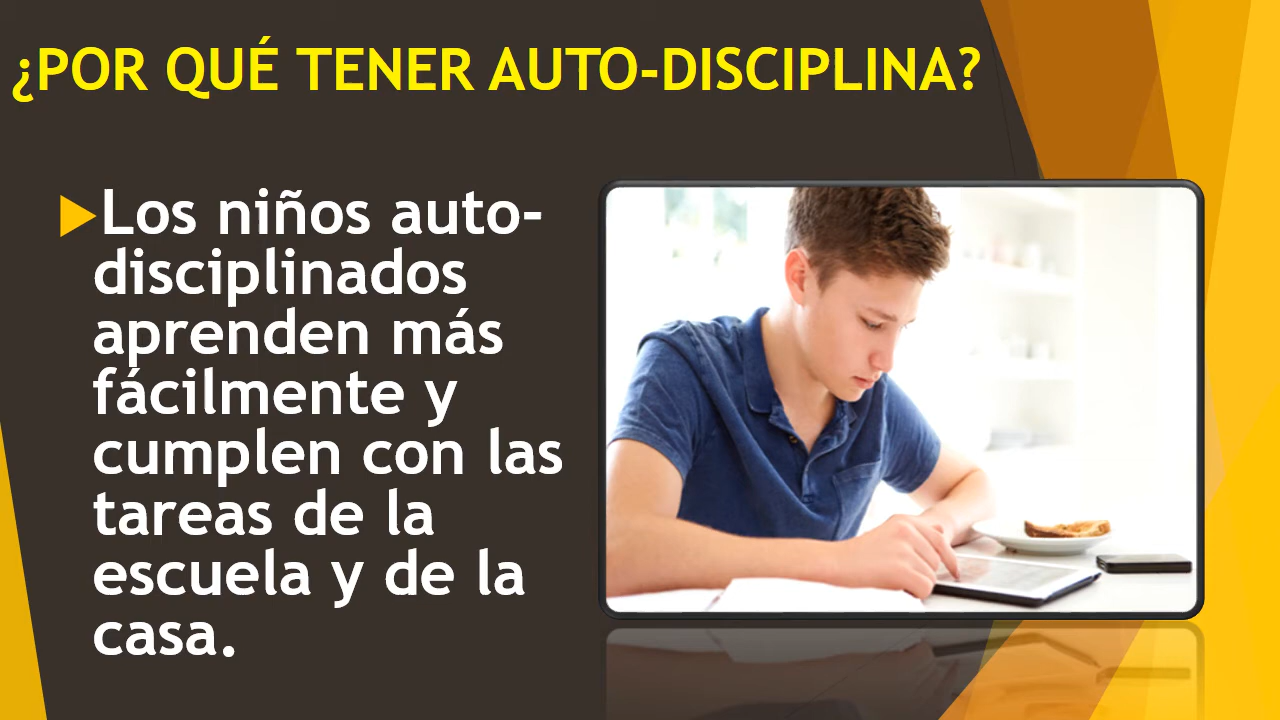 ¿POR QUÉ TENER AUTO-DISCIPLINA?
Los niños auto-
disciplinados
aprenden más
fácilmente y
cumplen con las
tareas de la
escuela y de la
casa.